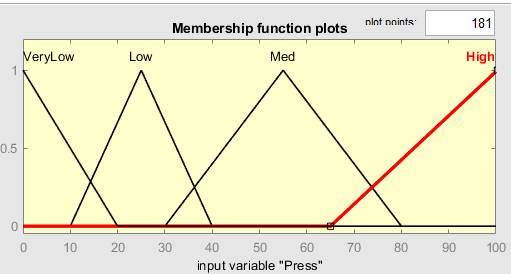 Membership function plots
plot points:
181
VeryLow
Low
Med
High
1
0.5
0
0 10 20 30 40 50 60 70 80 90 100
input variable "Press"